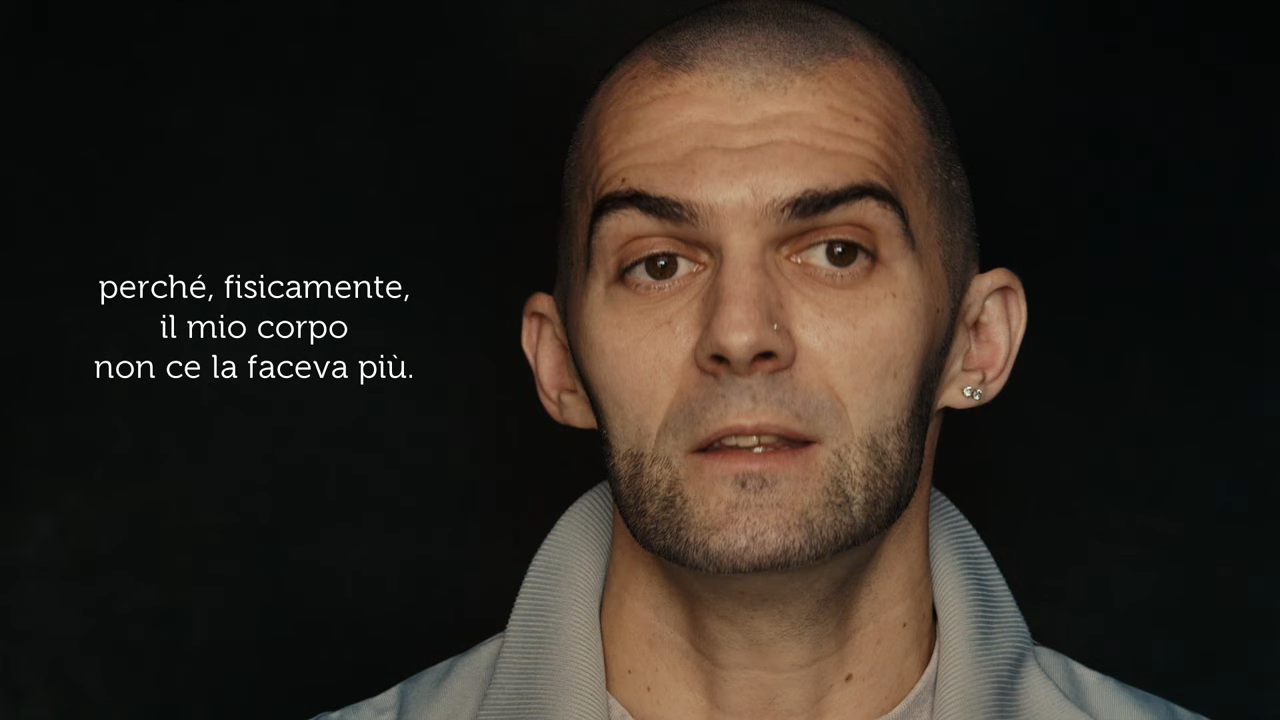 perché, fisicamente,
il mio corpo
non ce la faceva più.